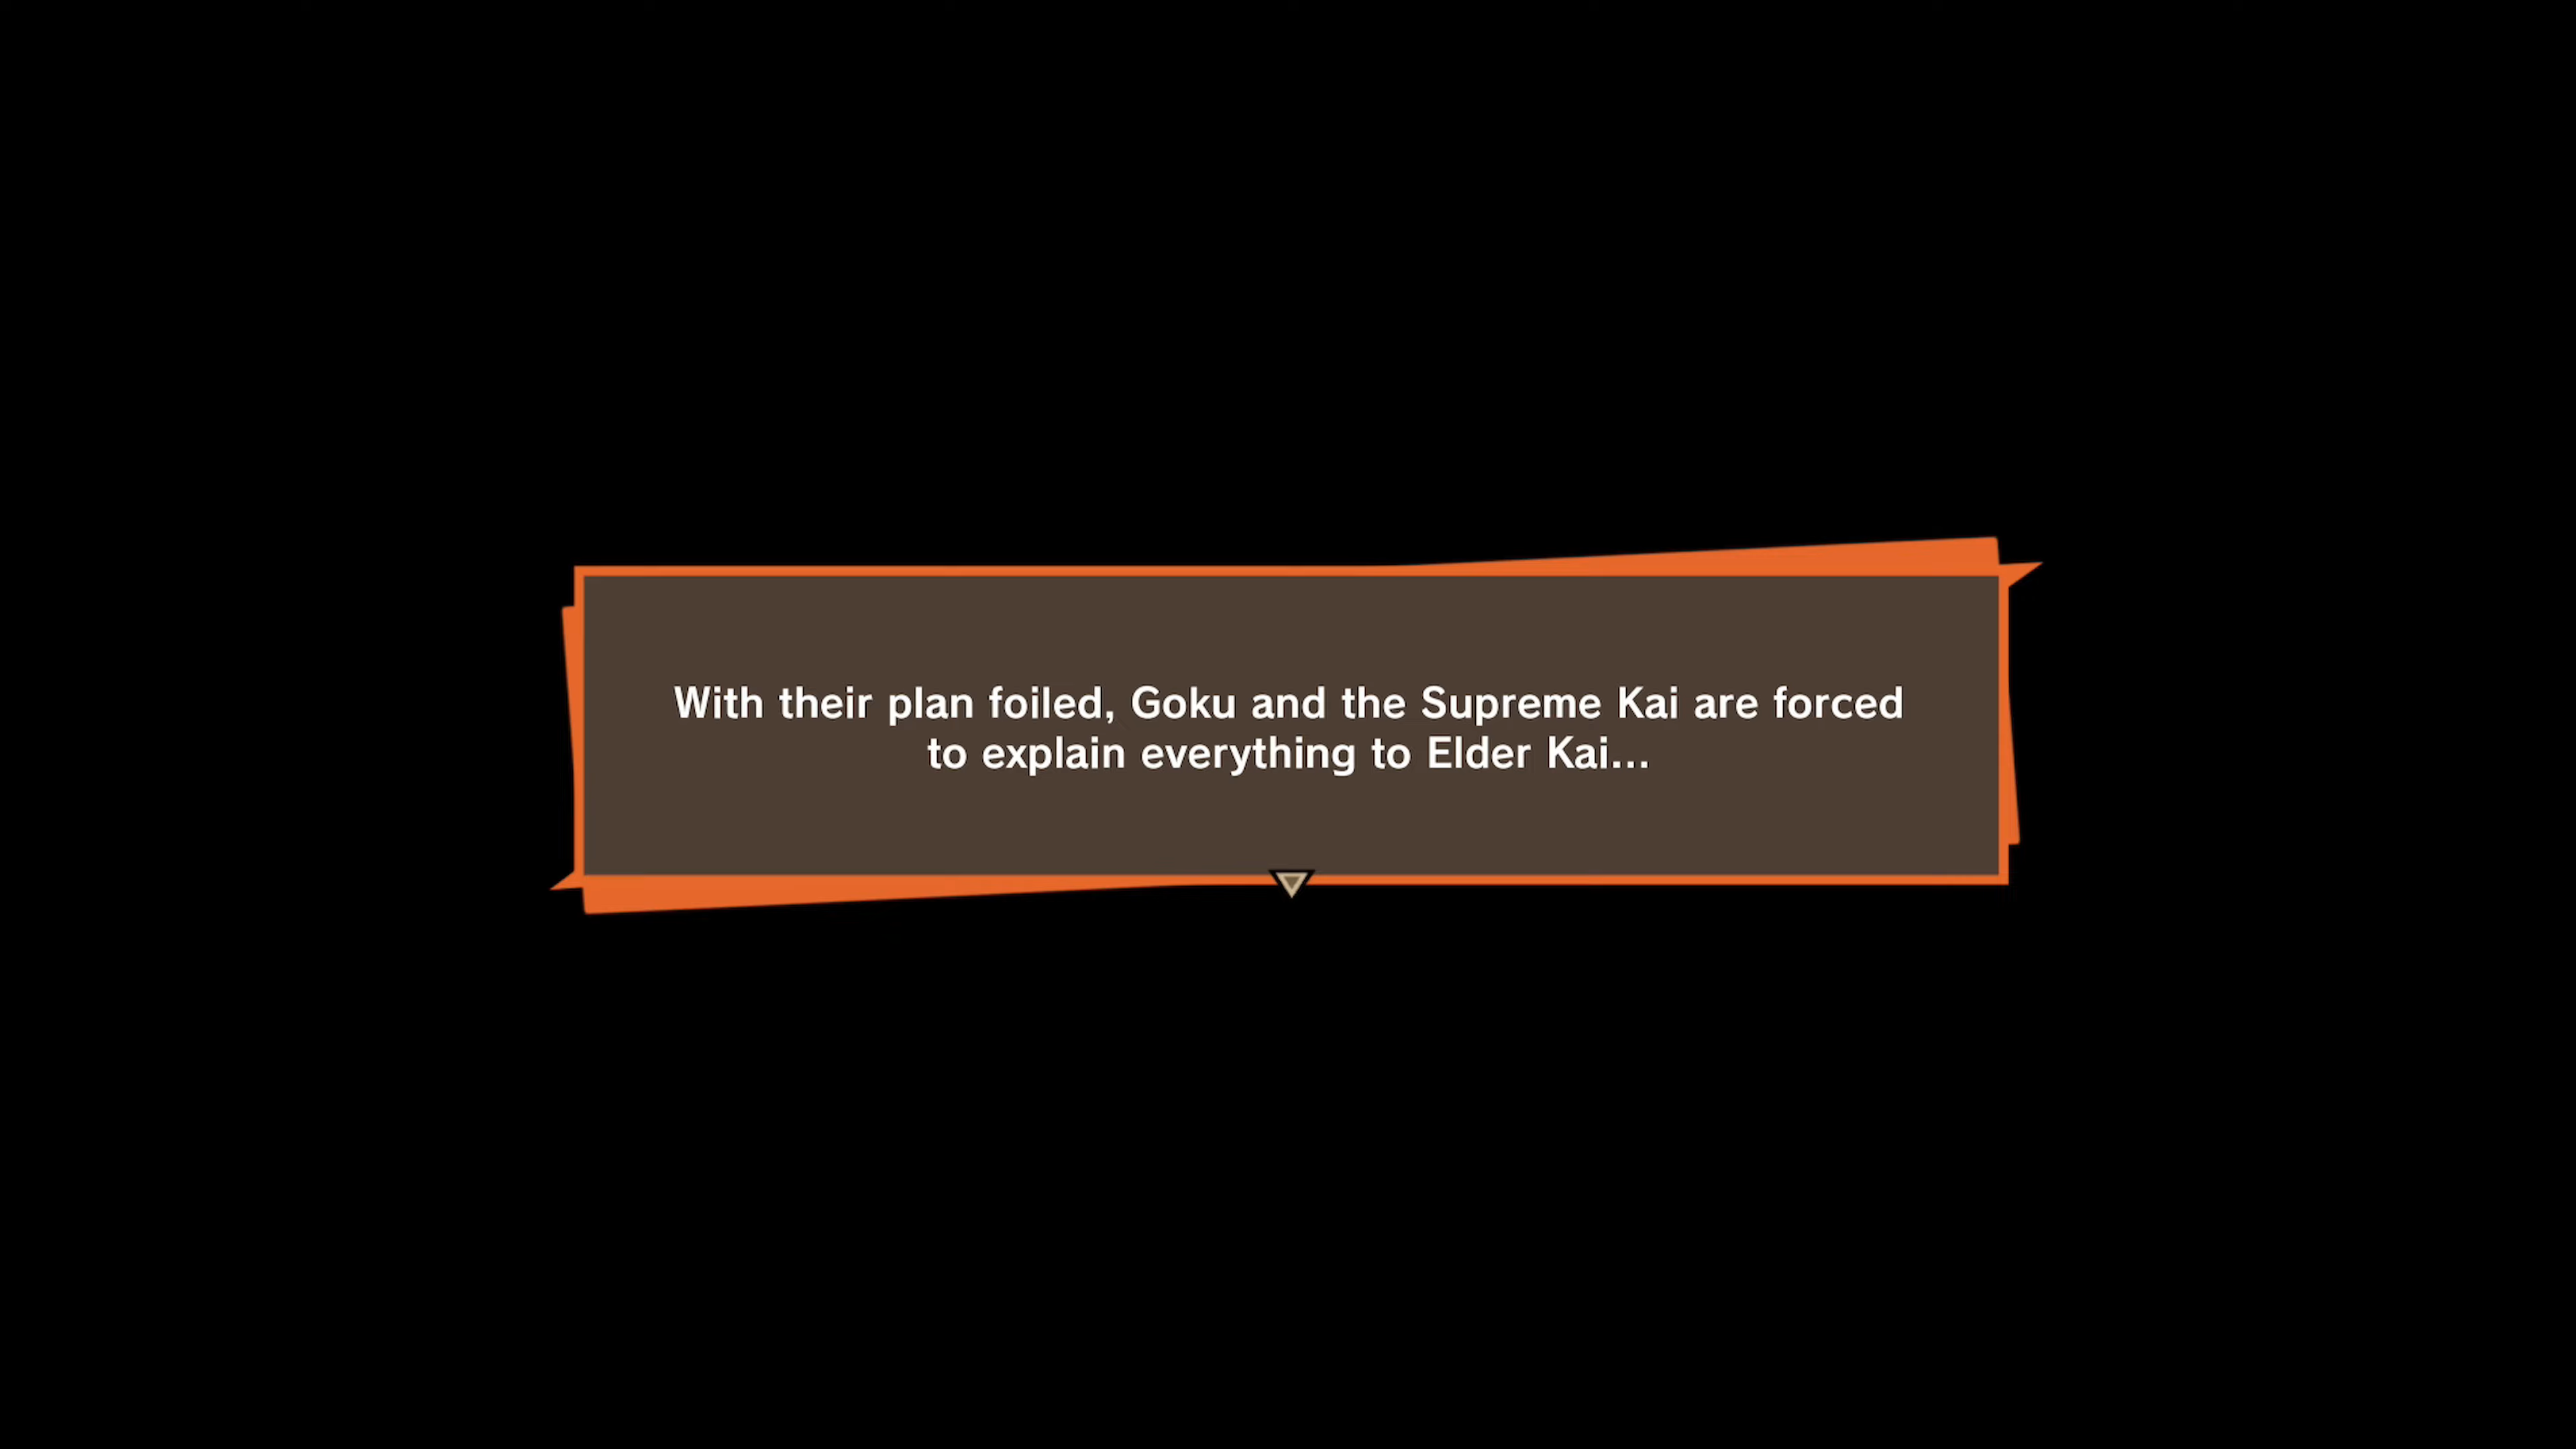 With their plan foiled, Goku and the Supreme Kai are forced
to explain everything to Elder Kai...